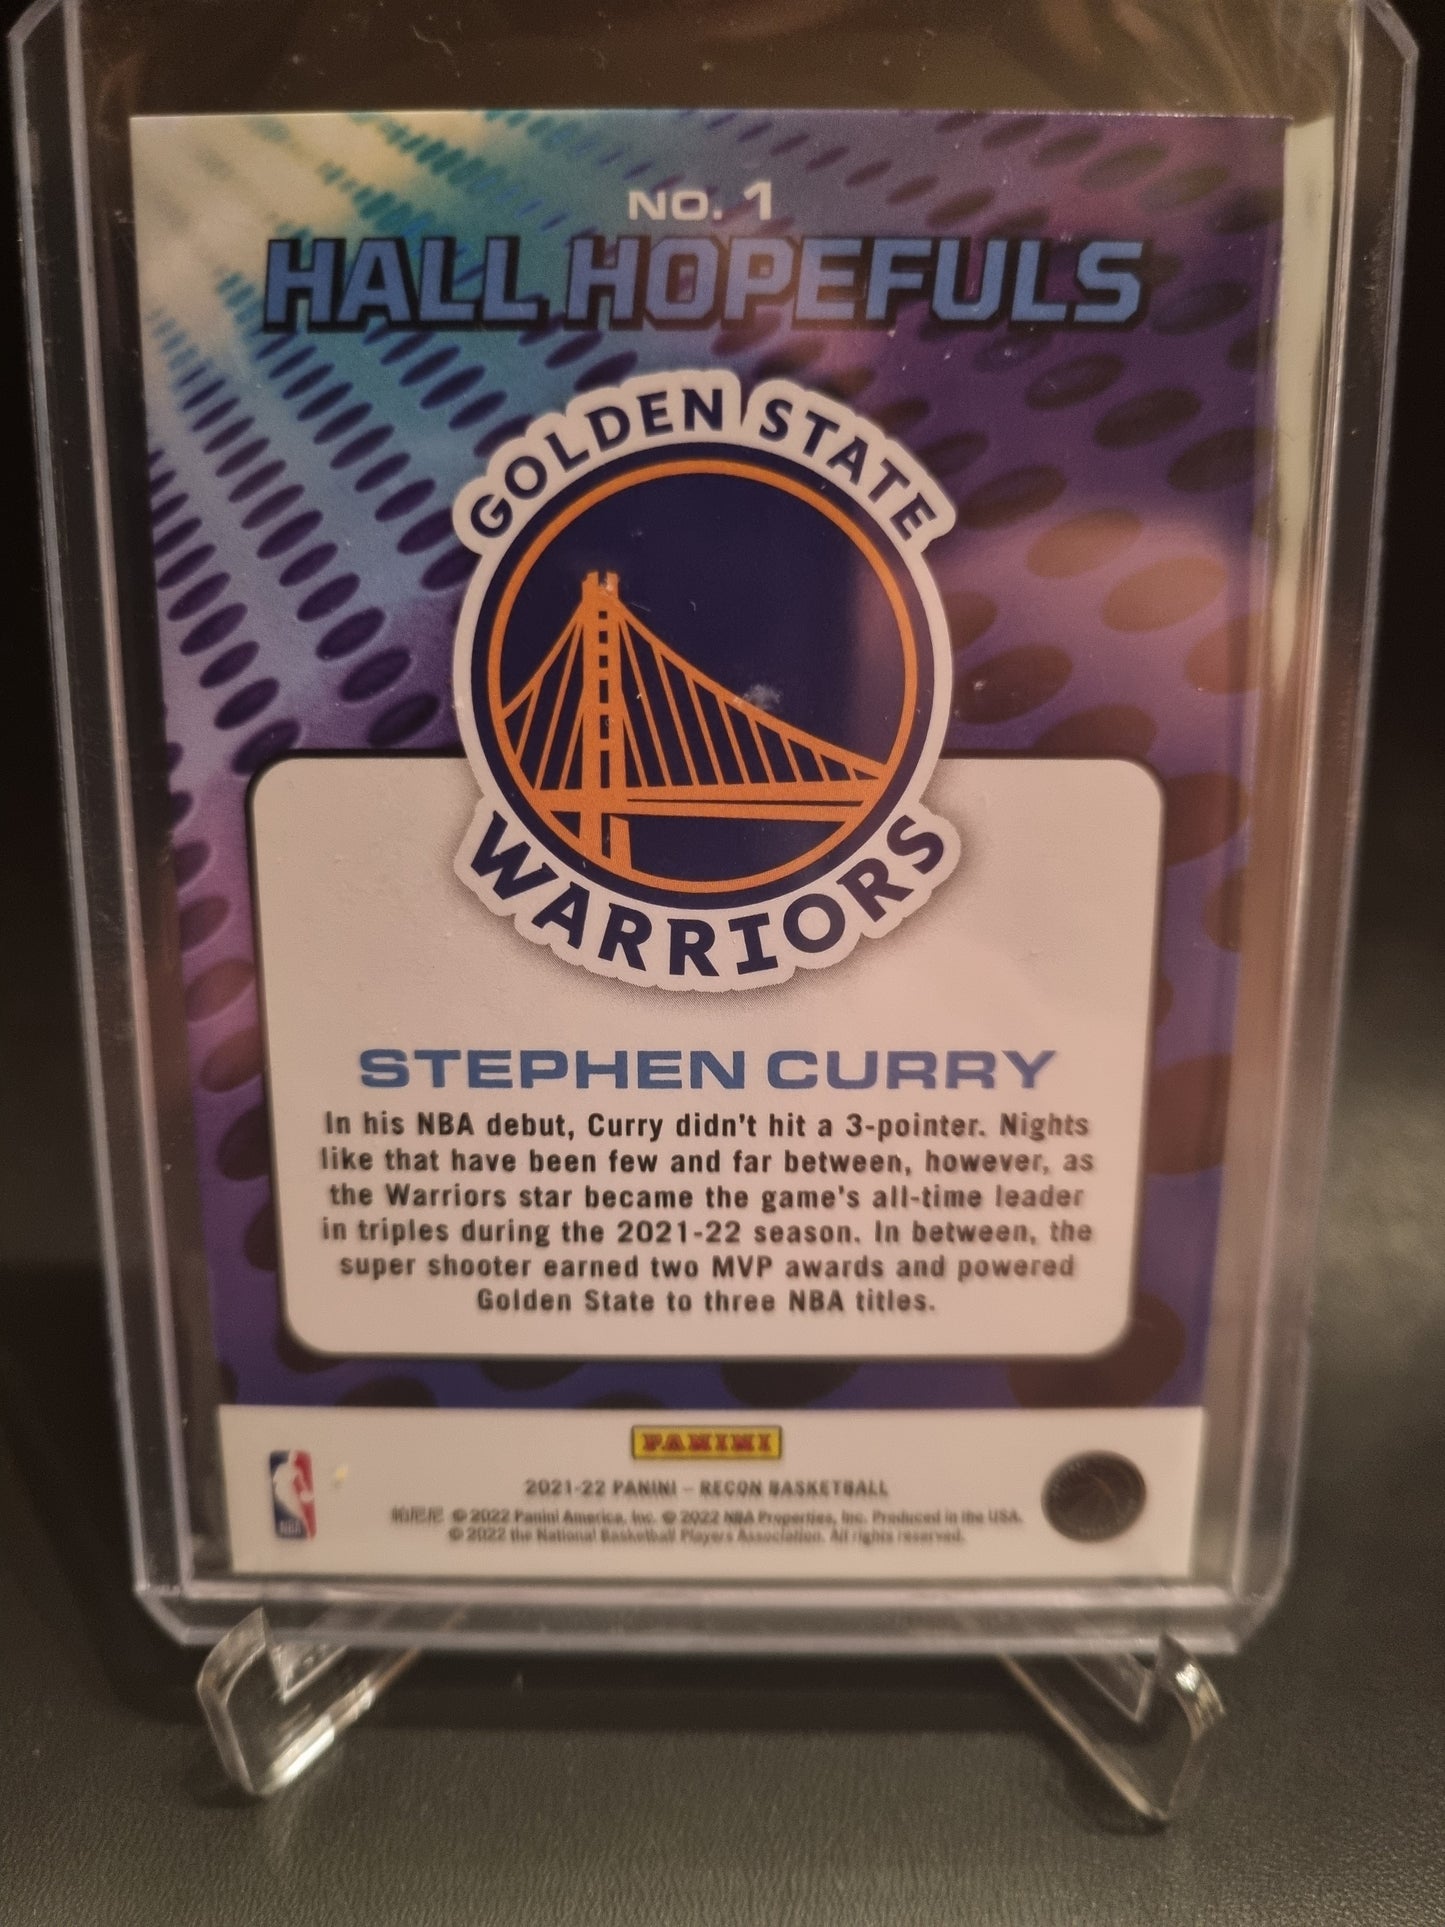 NO. 1
HALL HOPEFULS
GOLDEN STATE
WARRIORS
STEPHEN CURRY
In his NBA debut, Curry didn't hit a 3-pointer. Nights
like that have been few and far between, however, as
the Warriors star became the game's all-time leader
in triples during the 2021-22 season. In between, the
super shooter earned two MVP awards and powered
Golden State to three NBA titles.
PANINI
2021-22 PANINI – RECON BASKETBALL
帕尼尼 © 2022 Panini America, Inc. © 2022 NBA Properties, Inc. Produced in the USA.
© 2022 the National Basketball Players Association. All rights reserved.
NBA